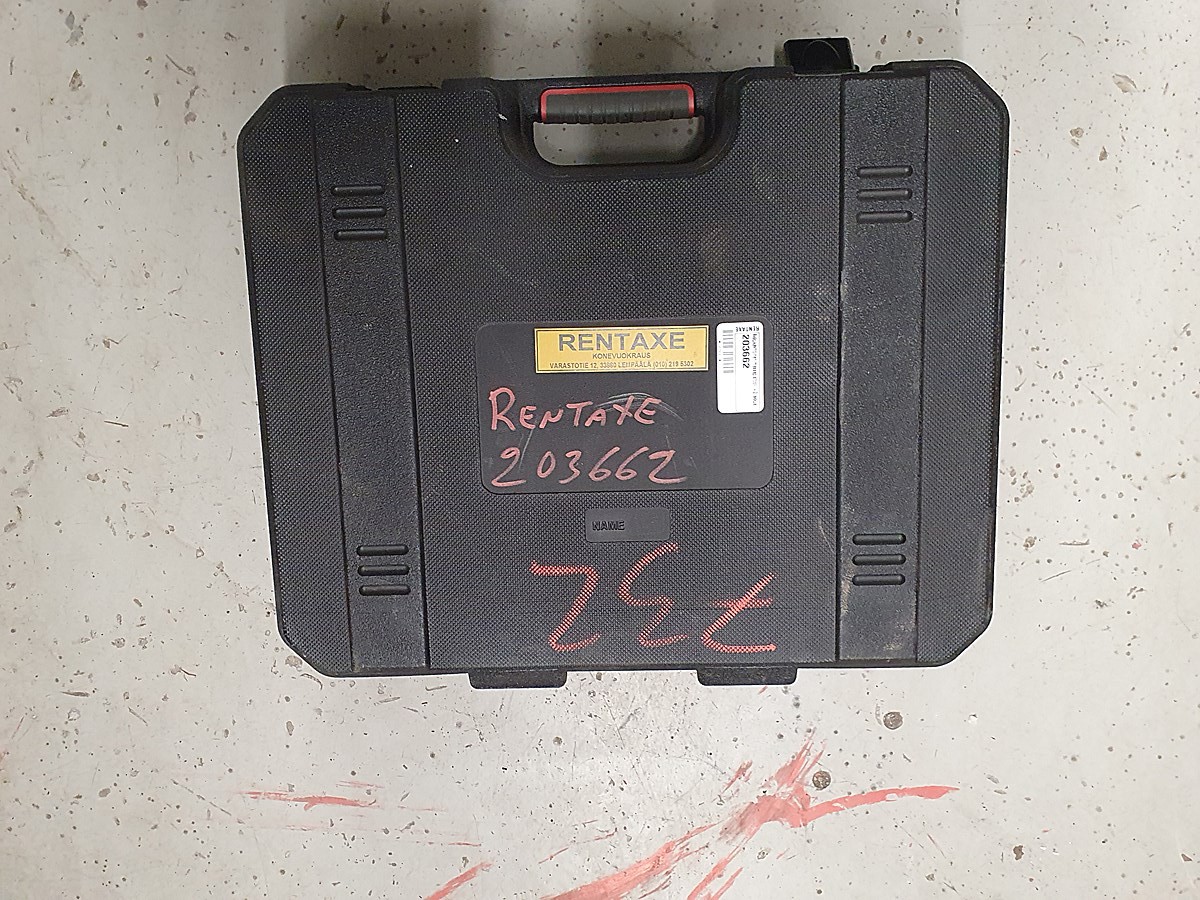 RENTAXE
KONEVUOKRAUS
VARASTOTIE 12, 33880 LEMPÄÄLÄ (010) 219 5302
RENTAXE
203662
RENTAXE
203662
NAME